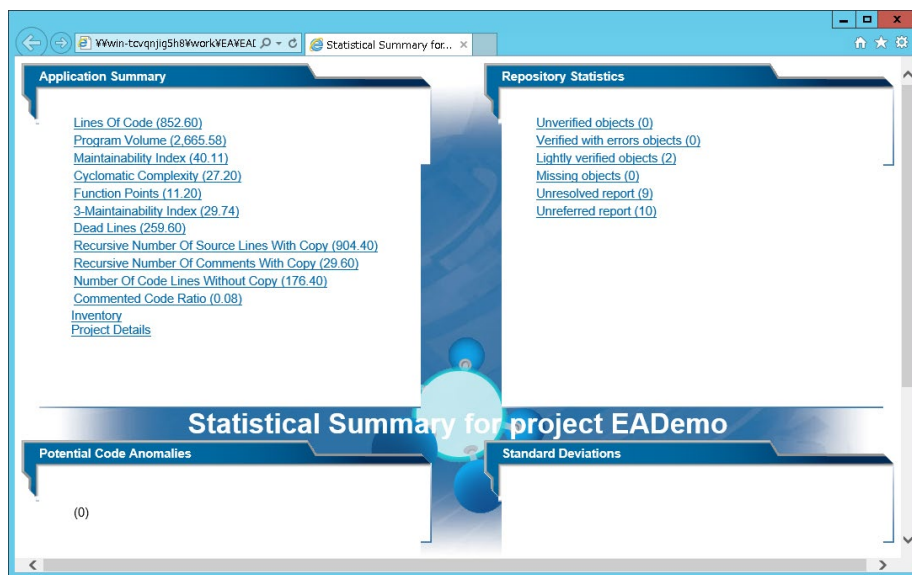 ¥¥win-tcvqnjig5h8¥work¥EA¥EAI
Statistical Summary for...
Application Summary
Lines Of Code (852.60)
Program Volume (2,665.58)
Maintainability Index (40.11)
Cyclomatic Complexity (27.20)
Function Points (11.20)
3-Maintainability Index (29.74)
Dead Lines (259.60)
Recursive Number Of Source Lines With Copy (904.40)
Recursive Number Of Comments With Copy (29.60)
Number Of Code Lines Without Copy (176.40)
Commented Code Ratio (0.08)
Inventory
Project Details
Repository Statistics
Unverified objects (0)
Verified with errors objects (0)
Lightly verified objects (2)
Missing objects (0)
Unresolved report (9)
Unreferred report (10)
Statistical Summary for project EADemo
Potential Code Anomalies
(0)
Standard Deviations